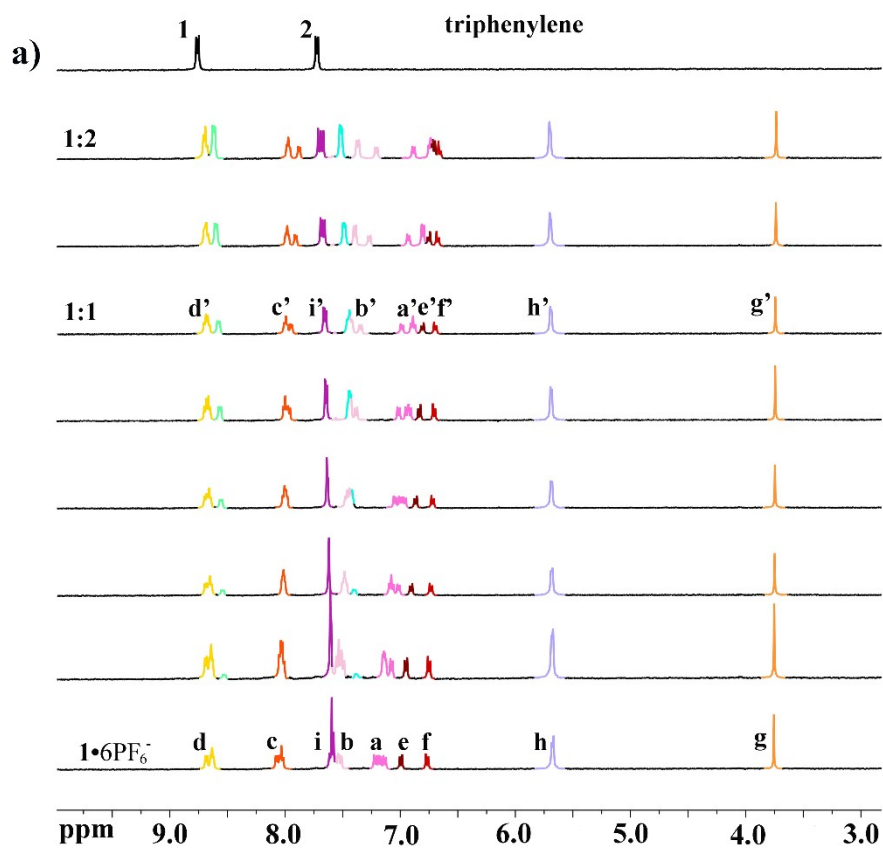 a)
1 2 triphenylene
1:2
1:1 d’ c’ i’ b’ a’ e’ f’ h’ g’
1•6PF6- d c i b a e f h g
ppm 9.0 8.0 7.0 6.0 5.0 4.0 3.0